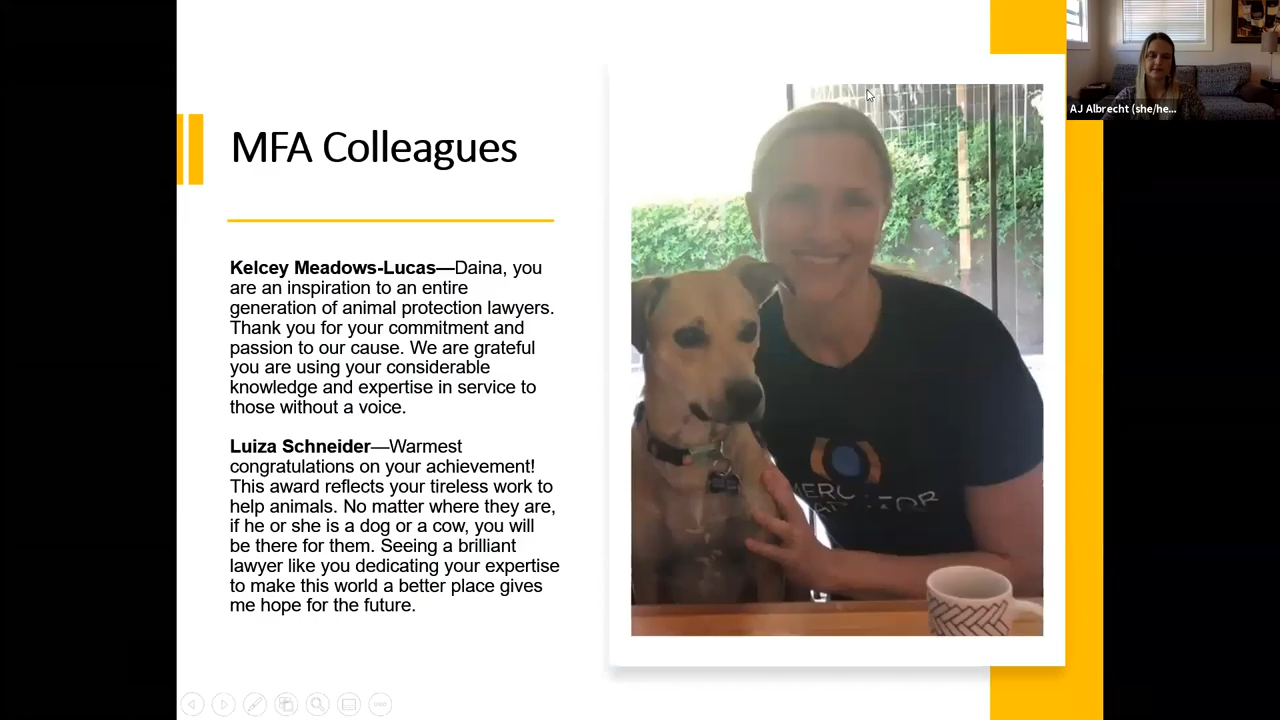 AJ Albrecht (she/he...
MFA Colleagues
Kelcey Meadows-Lucas—Daina, you
are an inspiration to an entire
generation of animal protection lawyers.
Thank you for your commitment and
passion to our cause. We are grateful
you are using your considerable
knowledge and expertise in service to
those without a voice.
Luiza Schneider—Warmest
congratulations on your achievement!
This award reflects your tireless work to
help animals. No matter where they are,
if he or she is a dog or a cow, you will
be there for them. Seeing a brilliant
lawyer like you dedicating your expertise
to make this world a better place gives
me hope for the future.